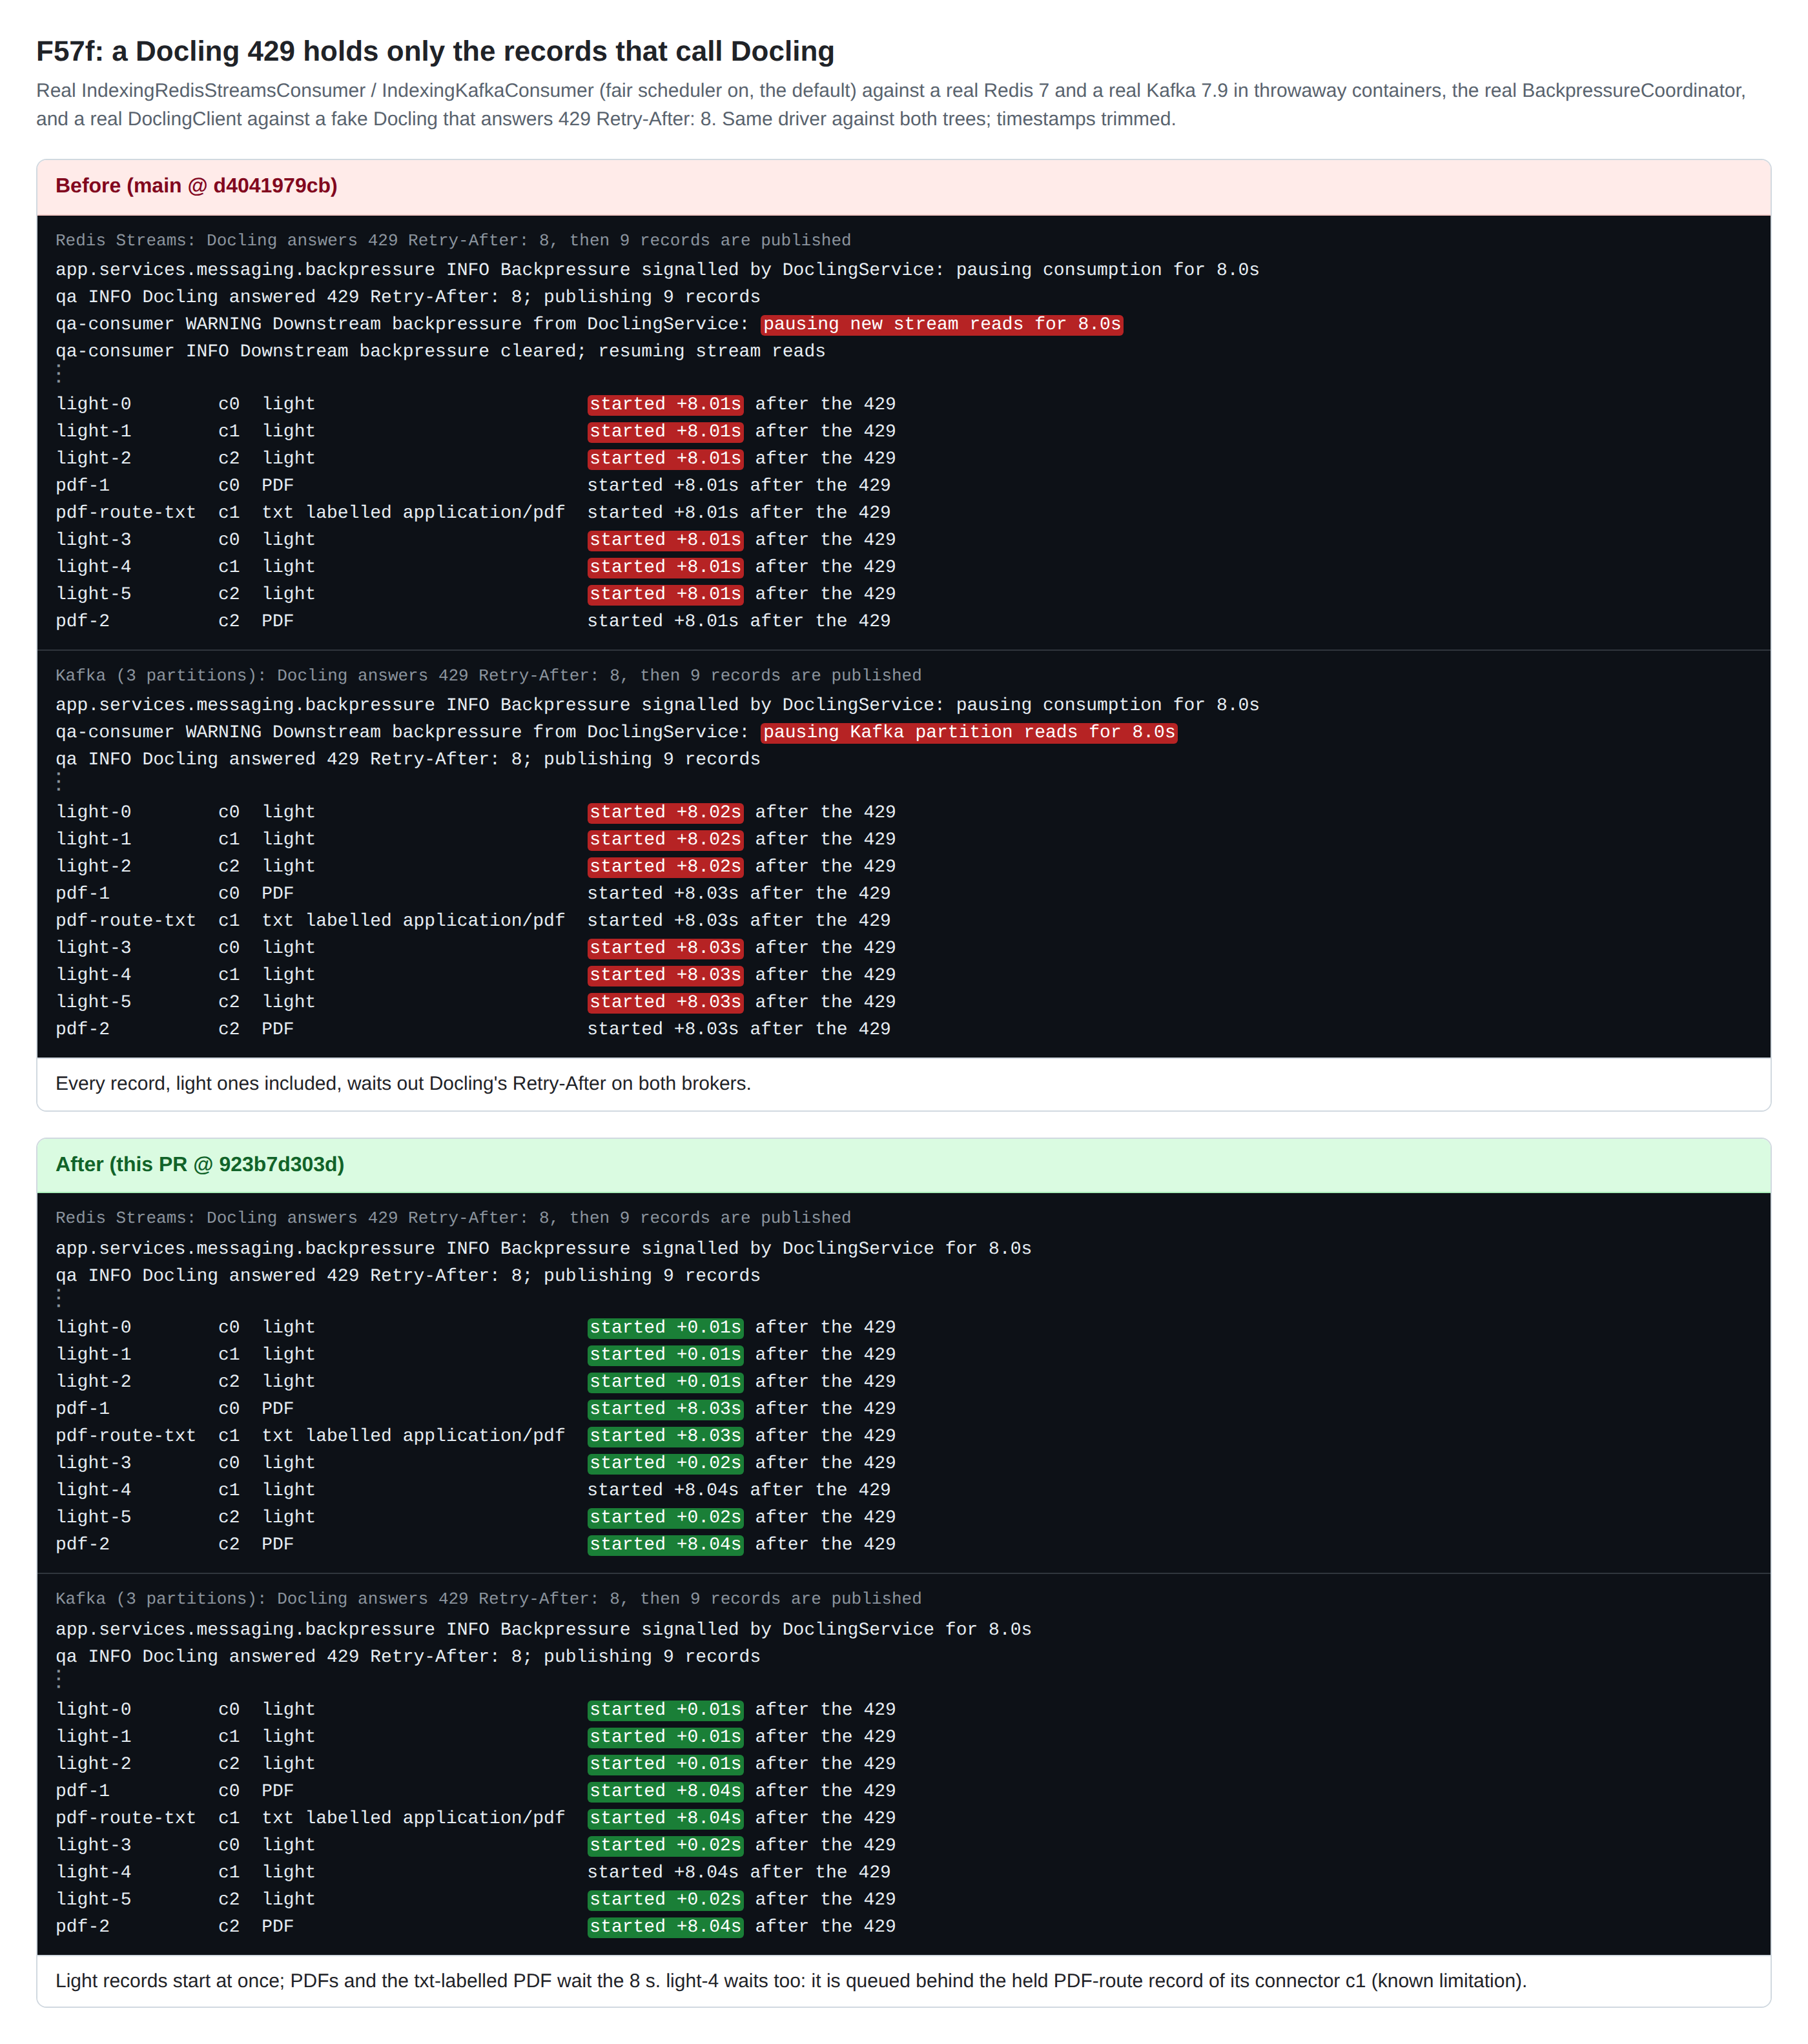 F57f: a Docling 429 holds only the records that call Docling
Real IndexingRedisStreamsConsumer / IndexingKafkaConsumer (fair scheduler on, the default) against a real Redis 7 and a real Kafka 7.9 in throwaway containers, the real BackpressureCoordinator,
and a real DoclingClient against a fake Docling that answers 429 Retry-After: 8. Same driver against both trees; timestamps trimmed.
Before (main @ d4041979cb)
Redis Streams: Docling answers 429 Retry-After: 8, then 9 records are published
app.services.messaging.backpressure INFO Backpressure signalled by DoclingService: pausing consumption for 8.0s
qa INFO Docling answered 429 Retry-After: 8; publishing 9 records
qa-consumer WARNING Downstream backpressure from DoclingService: pausing new stream reads for 8.0s
qa-consumer INFO Downstream backpressure cleared; resuming stream reads
⋮
light-0 c0 light started +8.01s after the 429
light-1 c1 light started +8.01s after the 429
light-2 c2 light started +8.01s after the 429
pdf-1 c0 PDF started +8.01s after the 429
pdf-route-txt c1 txt labelled application/pdf started +8.01s after the 429
light-3 c0 light started +8.01s after the 429
light-4 c1 light started +8.01s after the 429
light-5 c2 light started +8.01s after the 429
pdf-2 c2 PDF started +8.01s after the 429
Kafka (3 partitions): Docling answers 429 Retry-After: 8, then 9 records are published
app.services.messaging.backpressure INFO Backpressure signalled by DoclingService: pausing consumption for 8.0s
qa-consumer WARNING Downstream backpressure from DoclingService: pausing Kafka partition reads for 8.0s
qa INFO Docling answered 429 Retry-After: 8; publishing 9 records
⋮
light-0 c0 light started +8.02s after the 429
light-1 c1 light started +8.02s after the 429
light-2 c2 light started +8.02s after the 429
pdf-1 c0 PDF started +8.03s after the 429
pdf-route-txt c1 txt labelled application/pdf started +8.03s after the 429
light-3 c0 light started +8.03s after the 429
light-4 c1 light started +8.03s after the 429
light-5 c2 light started +8.03s after the 429
pdf-2 c2 PDF started +8.03s after the 429
Every record, light ones included, waits out Docling's Retry-After on both brokers.
After (this PR @ 923b7d303d)
Redis Streams: Docling answers 429 Retry-After: 8, then 9 records are published
app.services.messaging.backpressure INFO Backpressure signalled by DoclingService for 8.0s
qa INFO Docling answered 429 Retry-After: 8; publishing 9 records
⋮
light-0 c0 light started +0.01s after the 429
light-1 c1 light started +0.01s after the 429
light-2 c2 light started +0.01s after the 429
pdf-1 c0 PDF started +8.03s after the 429
pdf-route-txt c1 txt labelled application/pdf started +8.03s after the 429
light-3 c0 light started +0.02s after the 429
light-4 c1 light started +8.04s after the 429
light-5 c2 light started +0.02s after the 429
pdf-2 c2 PDF started +8.04s after the 429
Kafka (3 partitions): Docling answers 429 Retry-After: 8, then 9 records are published
app.services.messaging.backpressure INFO Backpressure signalled by DoclingService for 8.0s
qa INFO Docling answered 429 Retry-After: 8; publishing 9 records
⋮
light-0 c0 light started +0.01s after the 429
light-1 c1 light started +0.01s after the 429
light-2 c2 light started +0.01s after the 429
pdf-1 c0 PDF started +8.04s after the 429
pdf-route-txt c1 txt labelled application/pdf started +8.04s after the 429
light-3 c0 light started +0.02s after the 429
light-4 c1 light started +8.04s after the 429
light-5 c2 light started +0.02s after the 429
pdf-2 c2 PDF started +8.04s after the 429
Light records start at once; PDFs and the txt-labelled PDF wait the 8 s. light-4 waits too: it is queued behind the held PDF-route record of its connector c1 (known limitation).